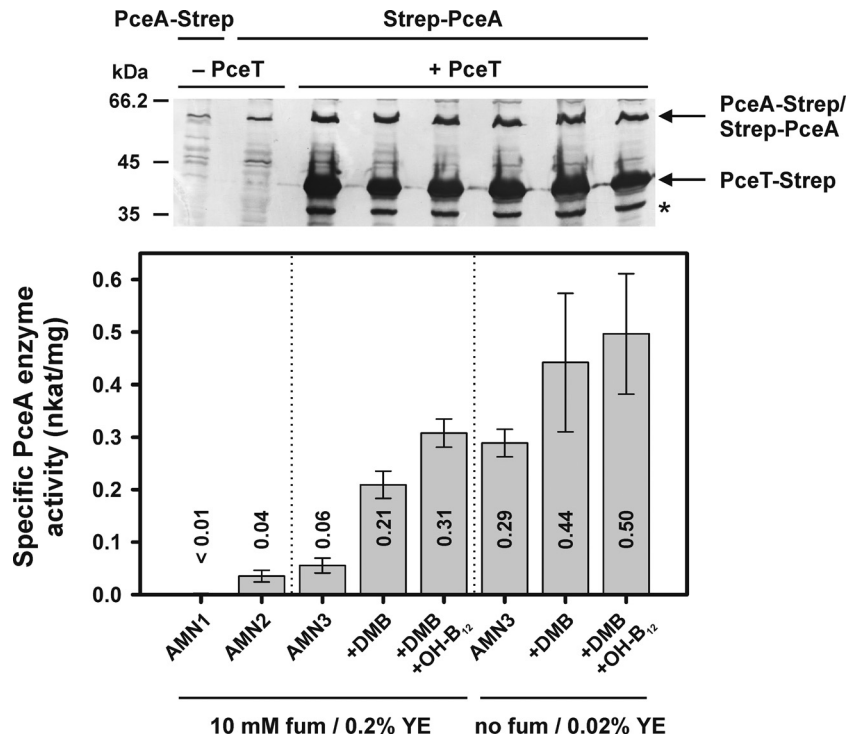 PceA-Strep Strep-PceA
kDa – PceT + PceT
66.2
PceA-Strep/
Strep-PceA
45
PceT-Strep
35
*
Specific PceA enzyme
activity (nkat/mg)
0.6
0.5
0.4
0.3
0.2
0.1
0.0
< 0.01 0.04 0.06 0.21 0.31 0.29 0.44 0.50
AMN1
AMN2
AMN3
+DMB
+DMB
+OH-B₁₂
AMN3
+DMB
+DMB
+OH-B₁₂
10 mM fum / 0.2% YE no fum / 0.02% YE